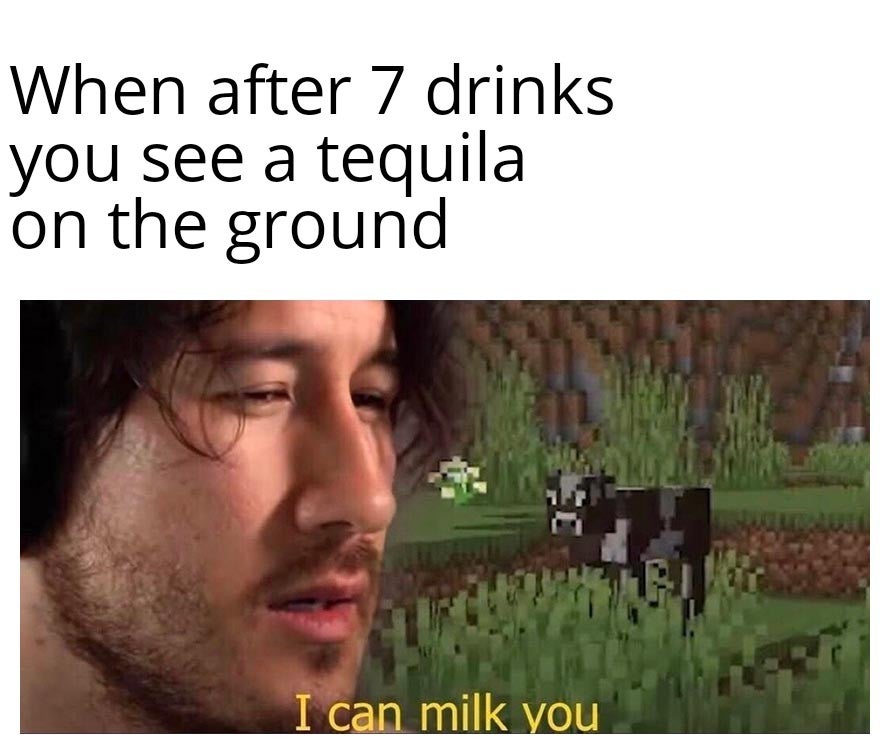 When after 7 drinks
you see a tequila
on the ground
I can milk you